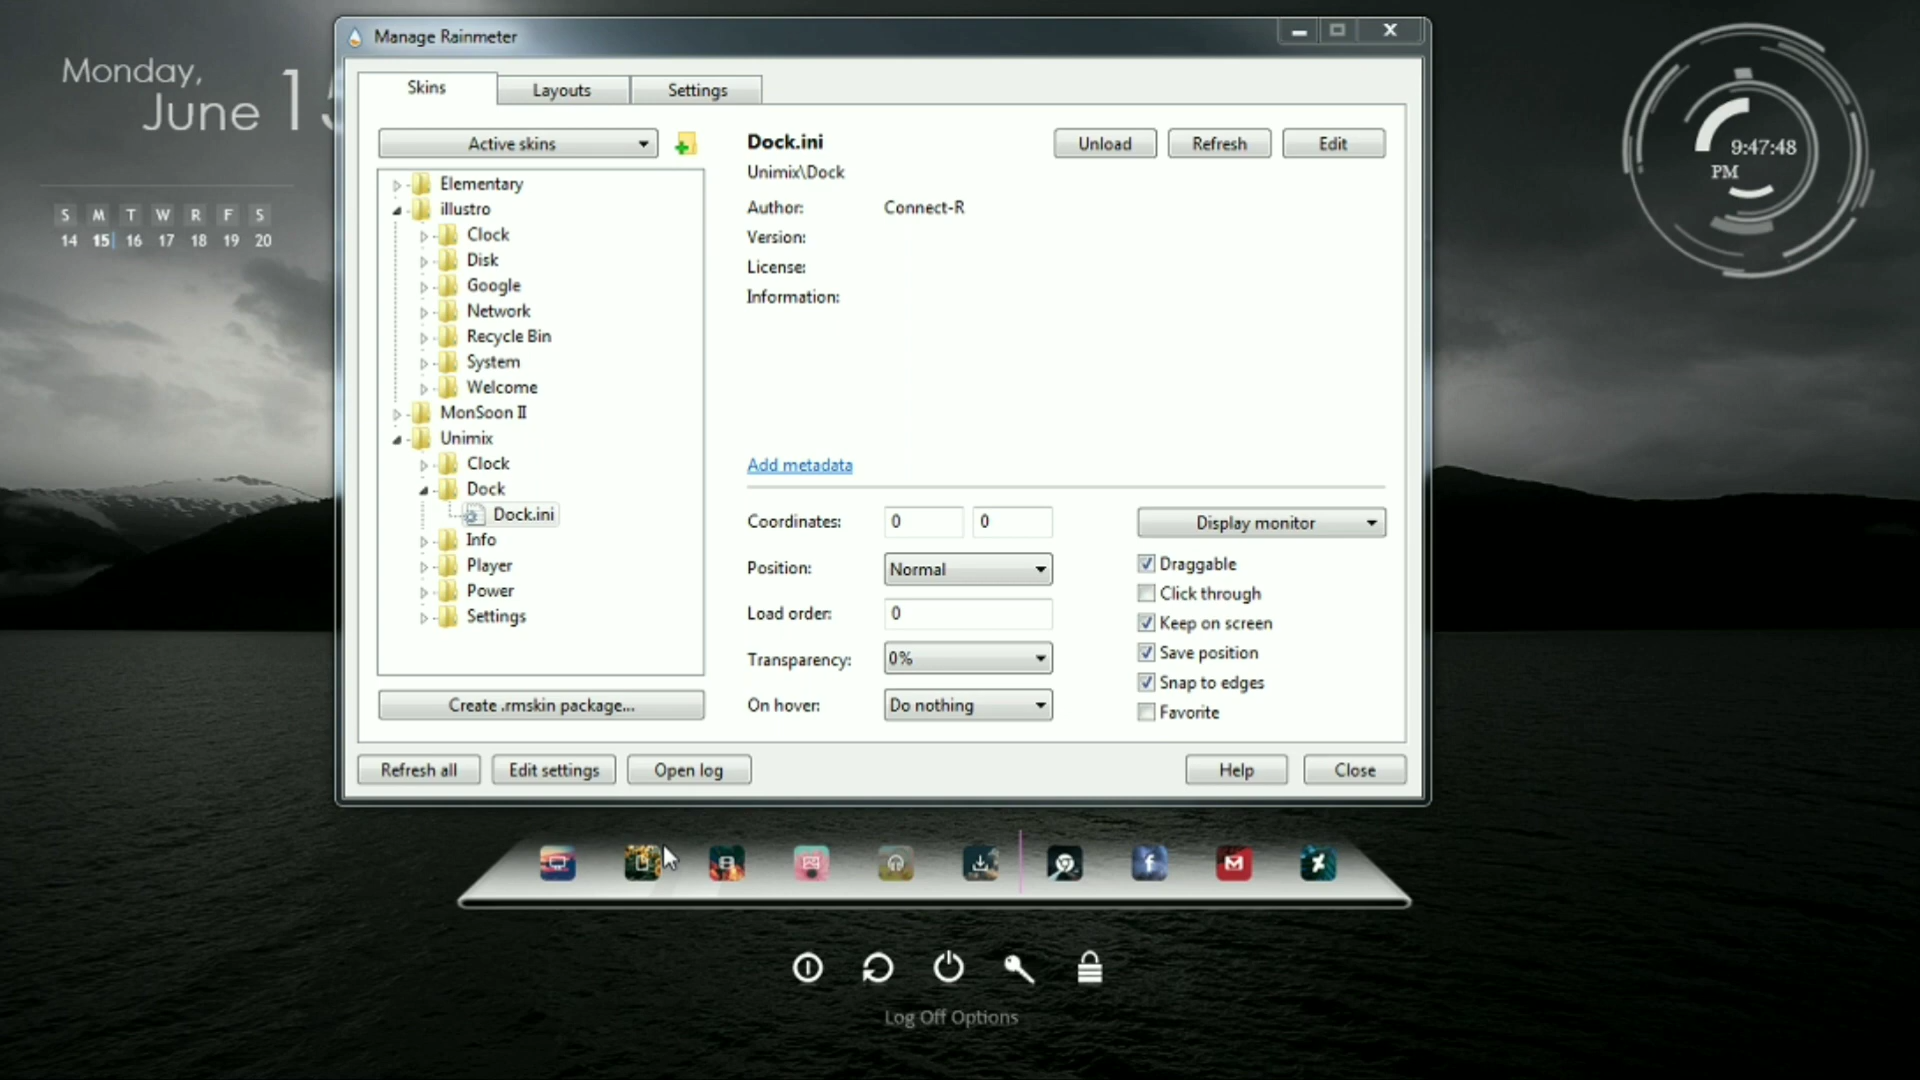 Manage Rainmeter
Monday,
June 15
S M T W R F S
14 15 16 17 18 19 20
9:47:48
PM
Skins
Layouts
Settings
Active skins
Elementary
illustro
Clock
Disk
Google
Network
Recycle Bin
System
Welcome
MonSoon II
Unimix
Clock
Dock
Dock.ini
Info
Player
Power
Settings
Create .rmskin package...
Dock.ini
Unimix\Dock
Unload
Refresh
Edit
Author: Connect-R
Version:
License:
Information:
Add metadata
Coordinates: 0 0
Position: Normal
Load order: 0
Transparency: 0%
On hover: Do nothing
Display monitor
Draggable
Click through
Keep on screen
Save position
Snap to edges
Favorite
Refresh all
Edit settings
Open log
Help
Close
Log Off Options